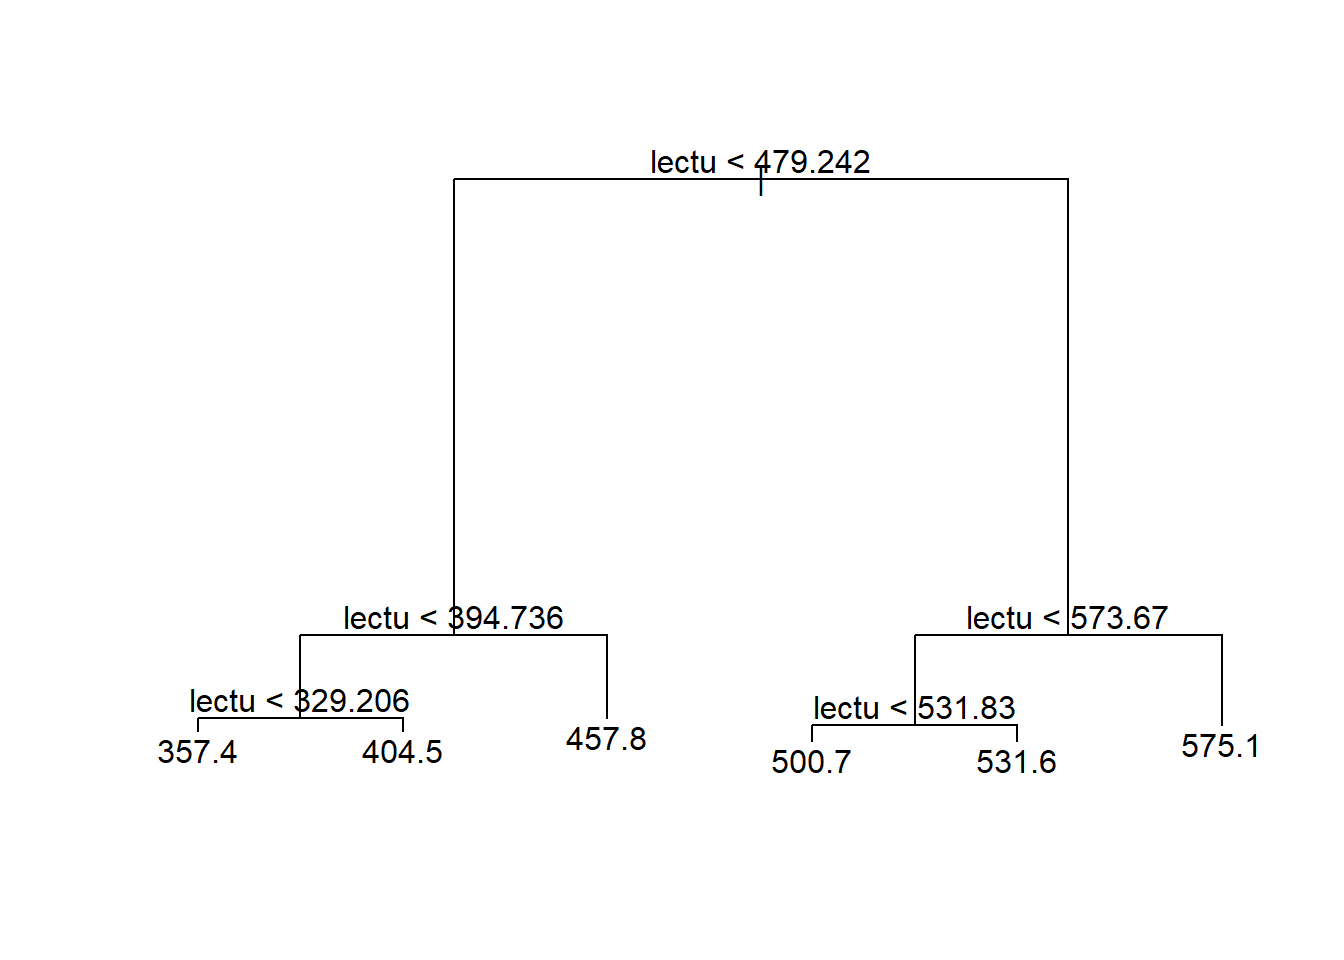 lectu < 479.242
lectu < 394.736
lectu < 573.67
lectu < 329.206
lectu < 531.83
357.4
404.5
457.8
500.7
531.6
575.1